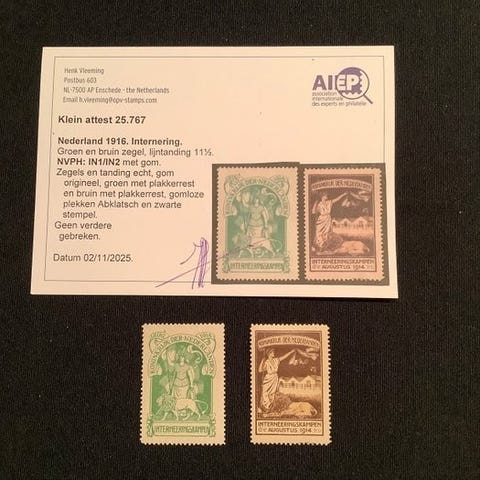 Henk Vleeming
Postbus 603
NL-7500 AP Enschede - the Netherlands
Email h.vleeming@opv-stamps.com
AIEP
association
internationale
des experts en philatelie
Klein attest 25.767
Nederland 1916. Internering.
Groen en bruin zegel, lijntanding 11½.
NVPH: IN1/IN2 met gom.
Zegels en tanding echt, gom
origineel, groen met plakkerrest
en bruin met plakkerrest, gomloze
plekken Abklatsch en zwarte
stempel.
Geen verdere
gebreken.
Datum 02/11/2025.
INTERNEERINGSKAMPEN
KONINKRIJK DER NEDERLANDEN
INTERNEERINGSKAMPEN
AUGUSTUS 1914
INTERNEERINGSKAMPEN
KONINKRIJK DER NEDERLANDEN
INTERNEERINGSKAMPEN
AUGUSTUS 1914